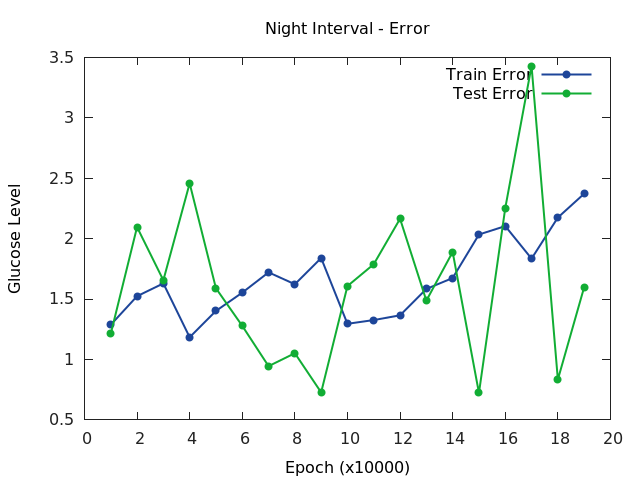 Night Interval - Error
3.5
3
2.5
2
1.5
1
0.5
Glucose Level
Train Error
Test Error
0 2 4 6 8 10 12 14 16 18 20
Epoch (x10000)